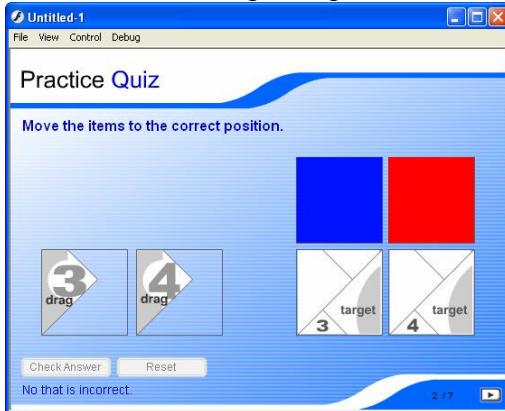 Untitled-1
File View Control Debug
Practice Quiz
Move the items to the correct position.
3 drag
4 drag
3 target
4 target
Check Answer Reset
No that is incorrect.
2 / 7